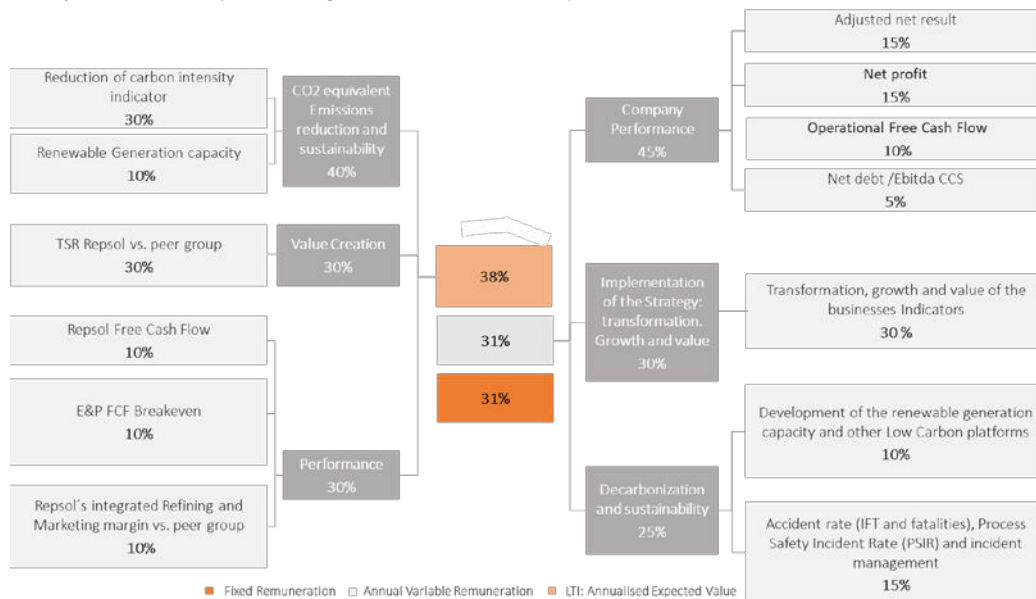 Reduction of carbon intensity
indicator
30%
Renewable Generation capacity
10%
CO2 equivalent
Emissions
reduction and
sustainability
40%
TSR Repsol vs. peer group
30%
Value Creation
30%
Repsol Free Cash Flow
10%
E&P FCF Breakeven
10%
Repsol´s integrated Refining and
Marketing margin vs. peer group
10%
Performance
30%
38%
31%
31%
Company
Performance
45%
Adjusted net result
15%
Net profit
15%
Operational Free Cash Flow
10%
Net debt /Ebitda CCS
5%
Implementation
of the Strategy:
transformation.
Growth and value
30%
Transformation, growth and value of the
businesses Indicators
30 %
Decarbonization
and sustainability
25%
Development of the renewable generation
capacity and other Low Carbon platforms
10%
Accident rate (IFT and fatalities), Process
Safety Incident Rate (PSIR) and incident
management
15%
Fixed Remuneration
Annual Variable Remuneration
LTI: Annualised Expected Value